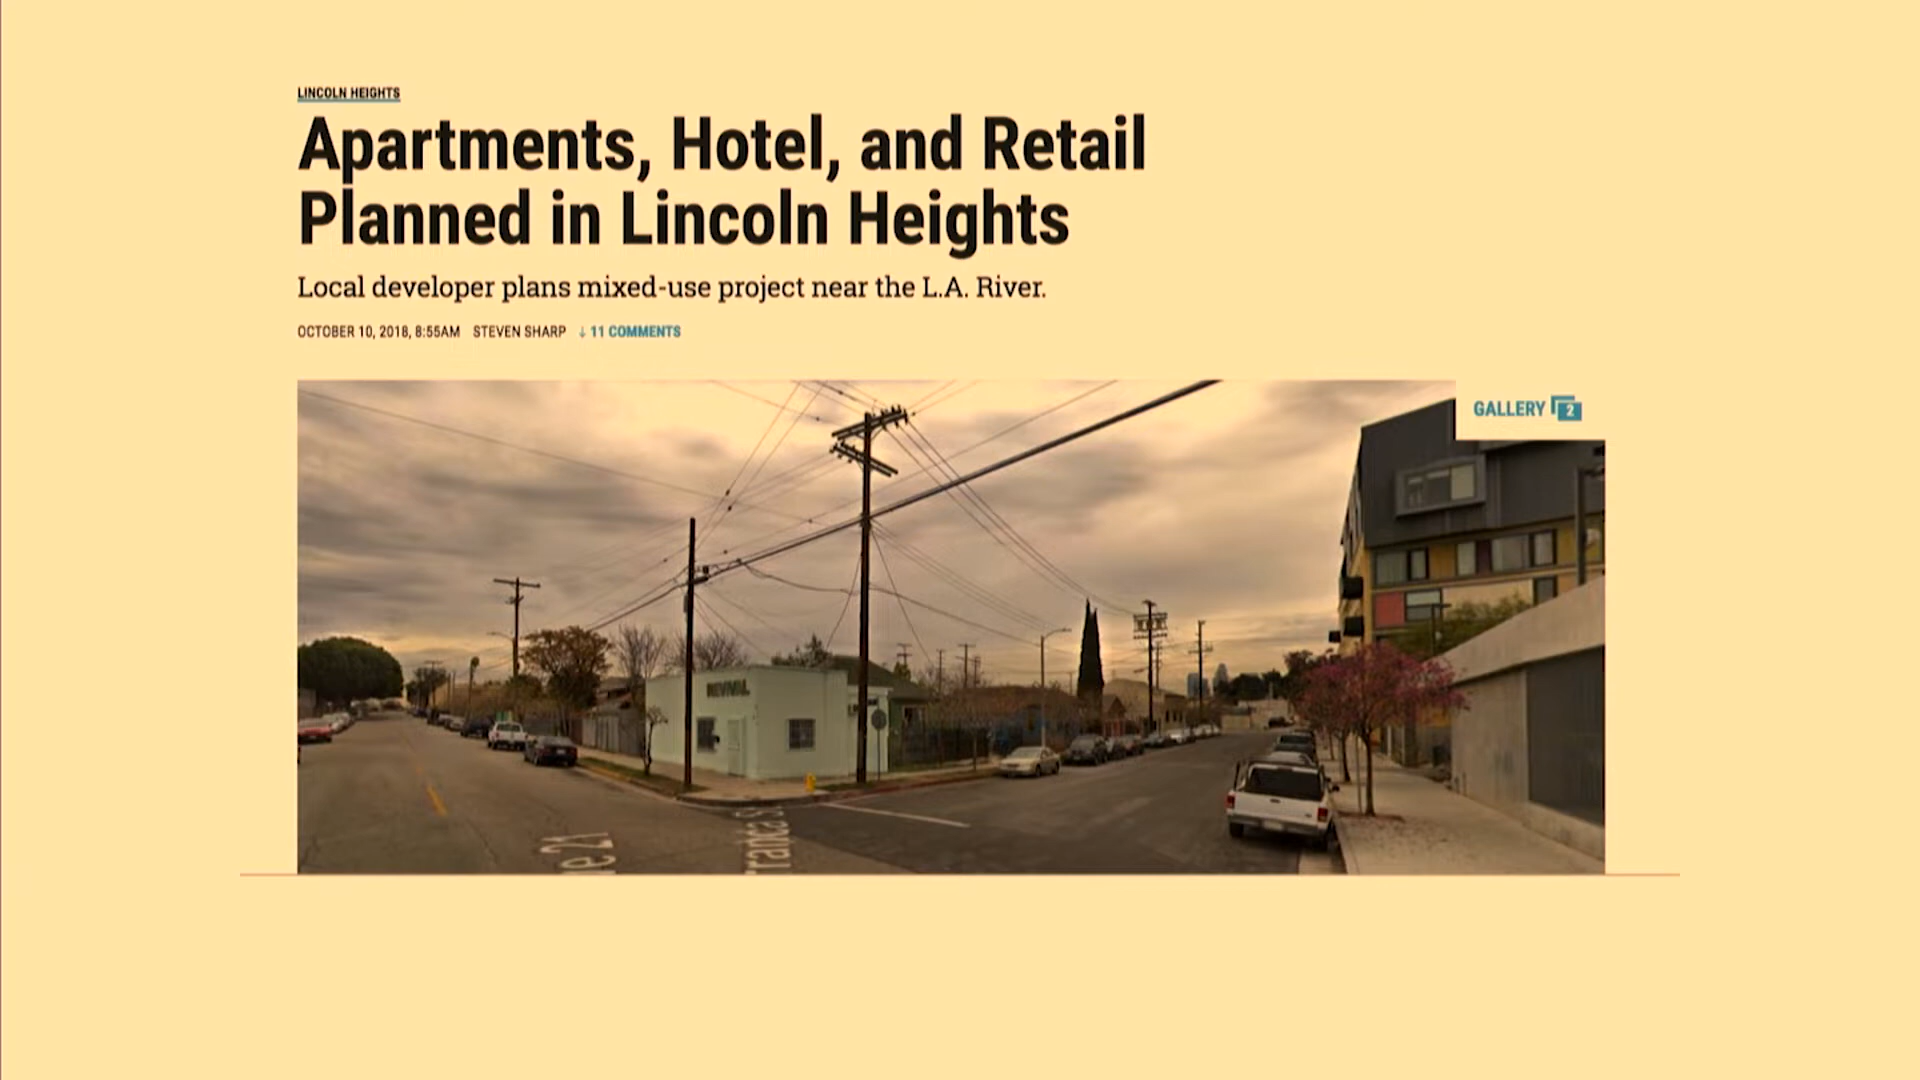 LINCOLN HEIGHTS
Apartments, Hotel, and Retail
Planned in Lincoln Heights
Local developer plans mixed-use project near the L.A. River.
OCTOBER 10, 2018, 8:55AM STEVEN SHARP ↓ 11 COMMENTS
GALLERY 2
REVIVAL